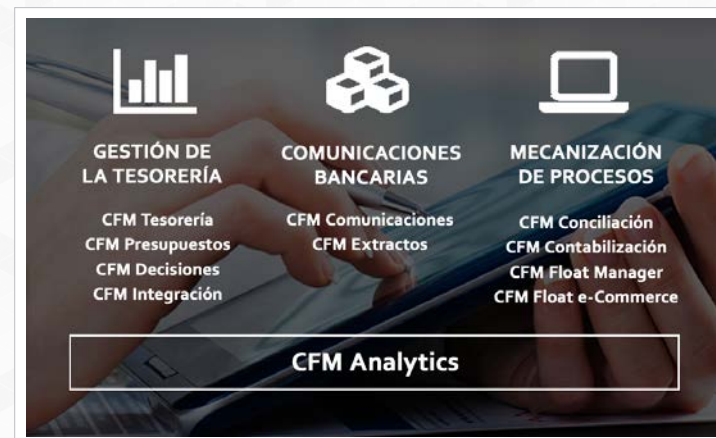 GESTIÓN DE
LA TESORERÍA
CFM Tesorería
CFM Presupuestos
CFM Decisiones
CFM Integración
COMUNICACIONES
BANCARIAS
CFM Comunicaciones
CFM Extractos
MECANIZACIÓN
DE PROCESOS
CFM Conciliación
CFM Contabilización
CFM Float Manager
CFM Float e-Commerce
CFM Analytics